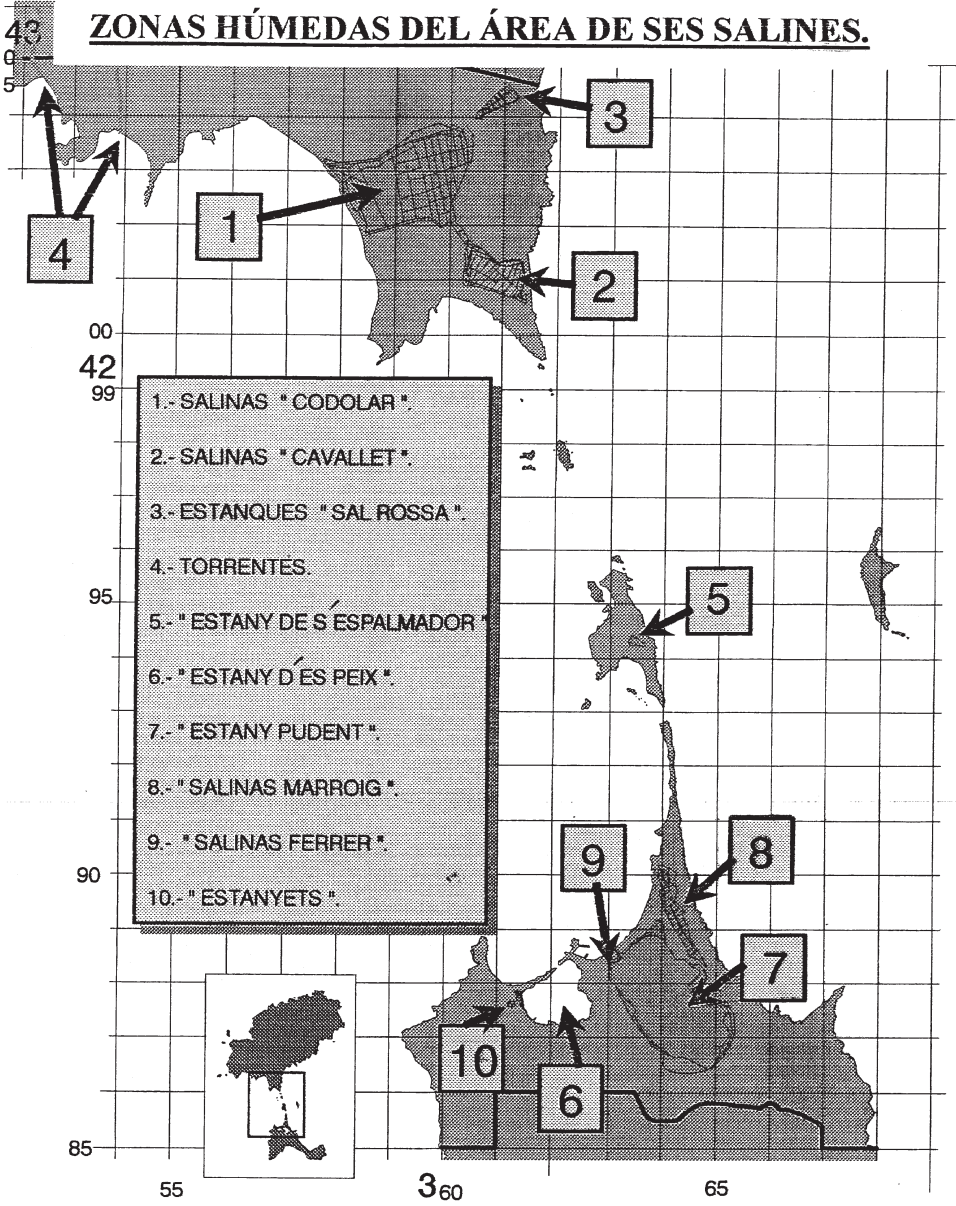 ZONAS HÚMEDAS DEL ÁREA DE SES SALINES.
43
0
5
3
1
4
2
00
42
99
1.- SALINAS " CODOLAR ".
2.- SALINAS " CAVALLET ".
3.- ESTANQUES " SAL ROSSA ".
4.- TORRENTES.
95
5
5.- " ESTANY DE S´ESPALMADOR "
6.- " ESTANY D´ES PEIX ".
7.- " ESTANY PUDENT ".
8.- " SALINAS MARROIG ".
9.- " SALINAS FERRER ".
10.- " ESTANYETS ".
9
8
90
7
10
6
85
55
360
65